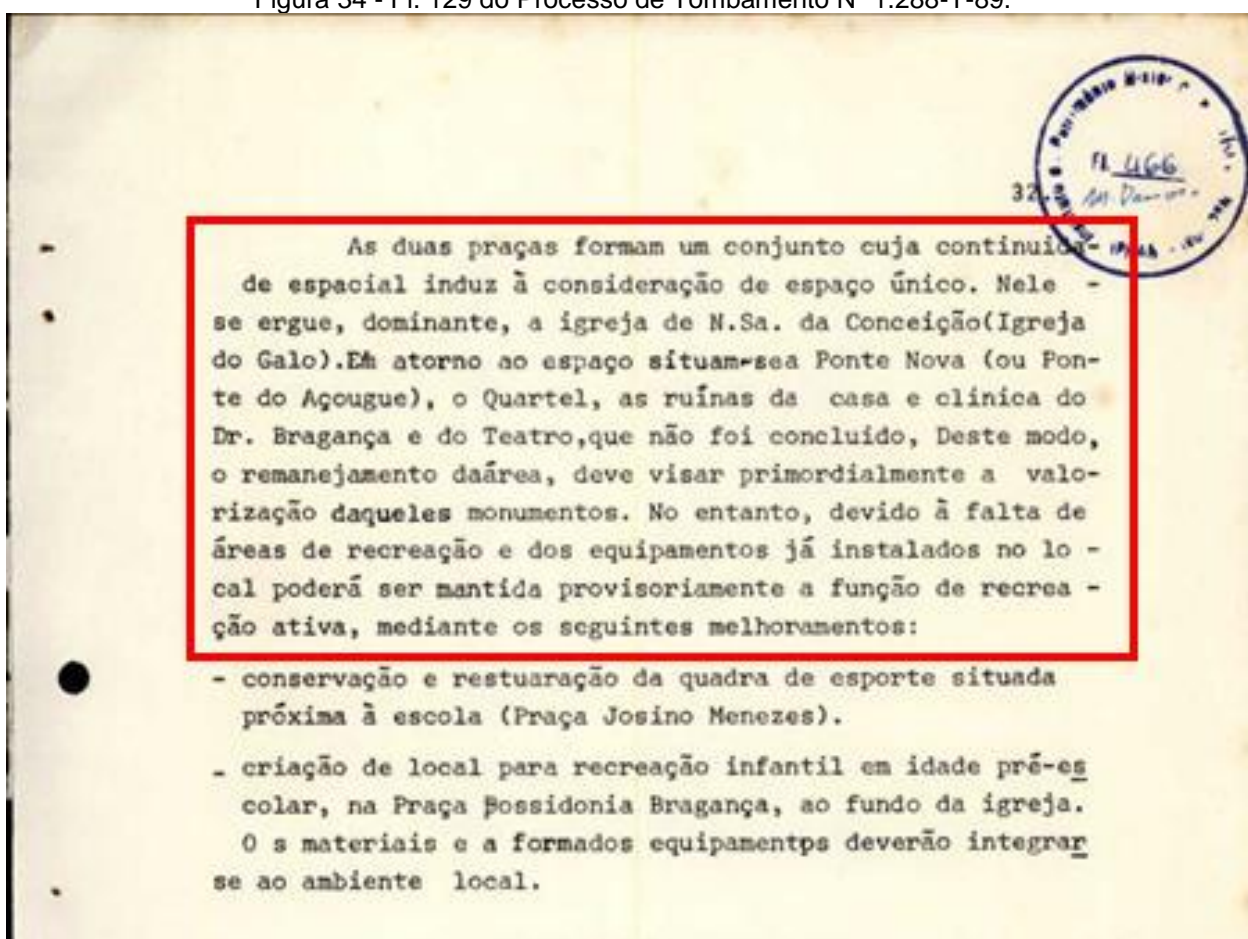 Figura 34 - Fl. 129 do Processo de Tombamento Nº 1.288-T-89.
Fl. 466
32.
As duas praças formam um conjunto cuja continuida-
de espacial induz à consideração de espaço único. Nele -
se ergue, dominante, a igreja de N.Sa. da Conceição(Igreja
do Galo).Em atorno ao espaço situam-sea Ponte Nova (ou Pon-
te do Açougue), o Quartel, as ruínas da casa e clinica do
Dr. Bragança e do Teatro,que não foi concluído, Deste modo,
o remanejamento daárea, deve visar primordialmente a valo-
rização daqueles monumentos. No entanto, devido à falta de
áreas de recreação e dos equipamentos já instalados no lo -
cal poderá ser mantida provisoriamente a função de recrea -
ção ativa, mediante os seguintes melhoramentos:
- conservação e restuaração da quadra de esporte situada
próxima à escola (Praça Josino Menezes).
- criação de local para recreação infantil em idade pré-es
colar, na Praça Possidonia Bragança, ao fundo da igreja.
O s materiais e a formados equipamentps deverão integrar
se ao ambiente local.